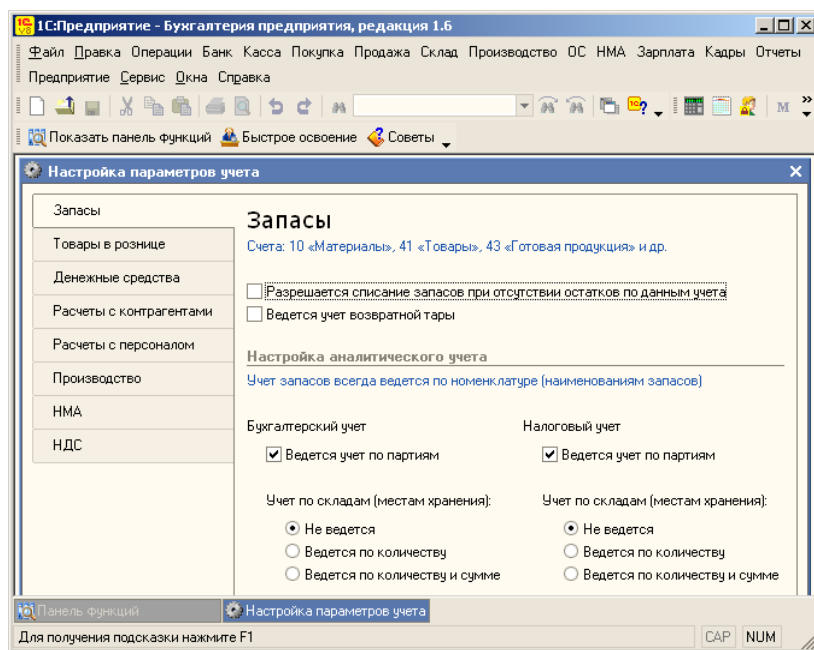 1С:Предприятие - Бухгалтерия предприятия, редакция 1.6
Файл Правка Операции Банк Касса Покупка Продажа Склад Производство ОС НМА Зарплата Кадры Отчеты
Предприятие Сервис Окна Справка
М
Показать панель функций Быстрое освоение Советы
Настройка параметров учета
Запасы
Товары в рознице
Денежные средства
Расчеты с контрагентами
Расчеты с персоналом
Производство
НМА
НДС
Запасы
Счета: 10 «Материалы», 41 «Товары», 43 «Готовая продукция» и др.
Разрешается списание запасов при отсутствии остатков по данным учета
Ведется учет возвратной тары
Настройка аналитического учета
Учет запасов всегда ведется по номенклатуре (наименованиям запасов)
Бухгалтерский учет Налоговый учет
Ведется учет по партиям Ведется учет по партиям
Учет по складам (местам хранения): Учет по складам (местам хранения):
Не ведется Не ведется
Ведется по количеству Ведется по количеству
Ведется по количеству и сумме Ведется по количеству и сумме
Панель функций Настройка параметров учета
Для получения подсказки нажмите F1 CAP NUM